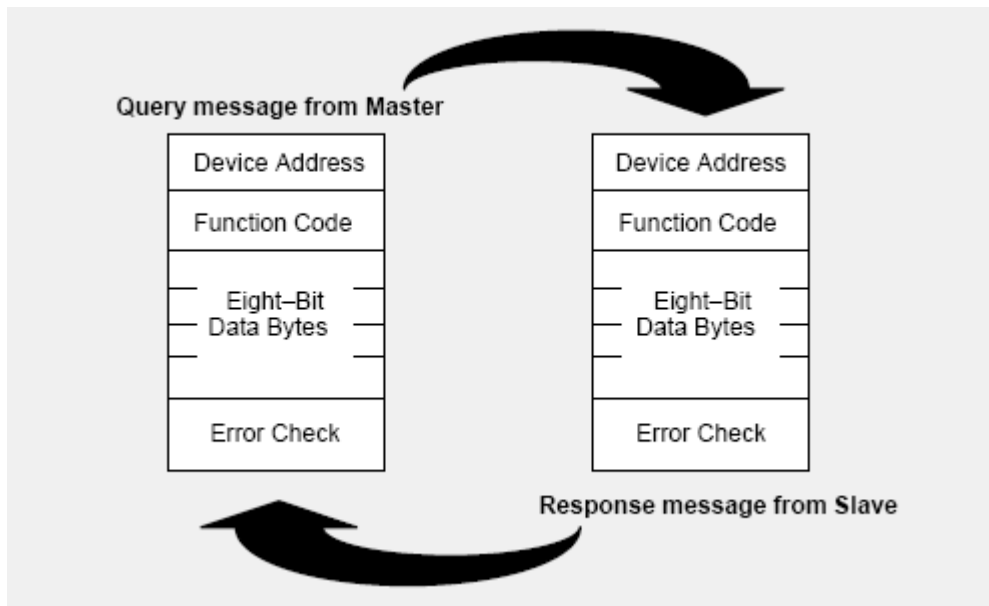 Query message from Master
Device Address
Function Code
Eight–Bit
Data Bytes
Error Check
Device Address
Function Code
Eight–Bit
Data Bytes
Error Check
Response message from Slave